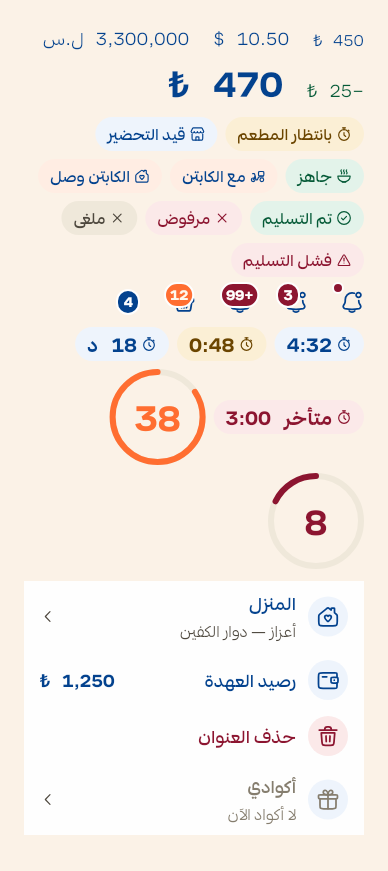 450 ₺ 10.50 $ 3,300,000 ل.س
−25 ₺ 470 ₺
بانتظار المطعم قيد التحضير
جاهز مع الكابتن الكابتن وصل
تم التسليم مرفوض ملغى
فشل التسليم
3 99+ 12 4
4:32 0:48 18 د
متأخر 3:00 38
8
المنزل
أعزاز — دوار الكفين
رصيد العهدة 1,250 ₺
حذف العنوان
أكوادي
لا أكواد الآن